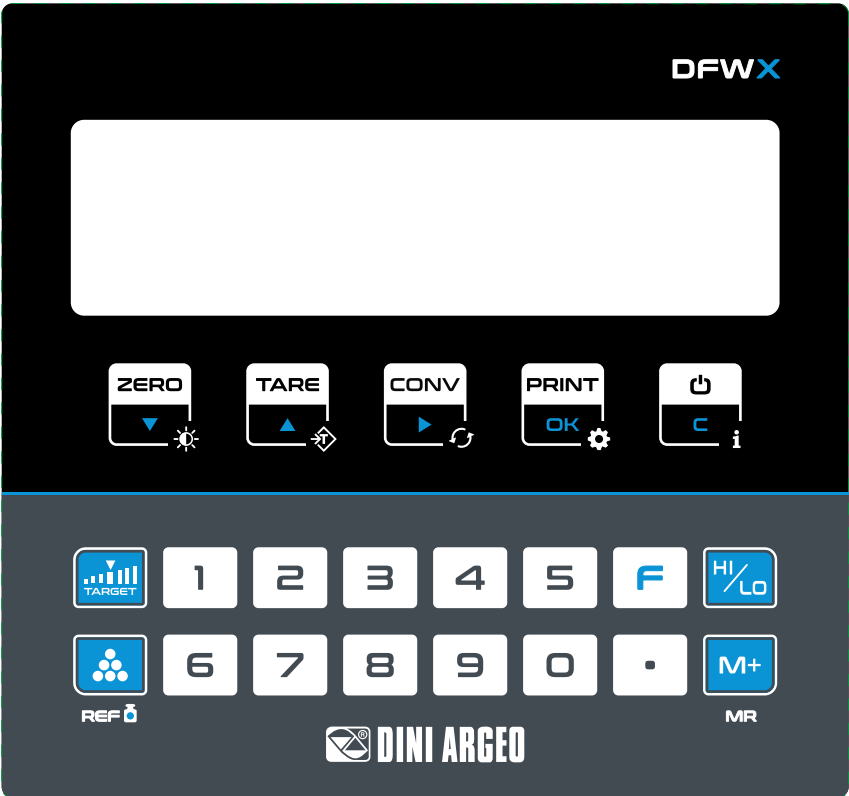 DFWX
ZERO TARE CONV PRINT
T OK C i
TARGET 1 2 3 4 5 F HI/LO
6 7 8 9 0 . M+
REF MR
® DINI ARGEO